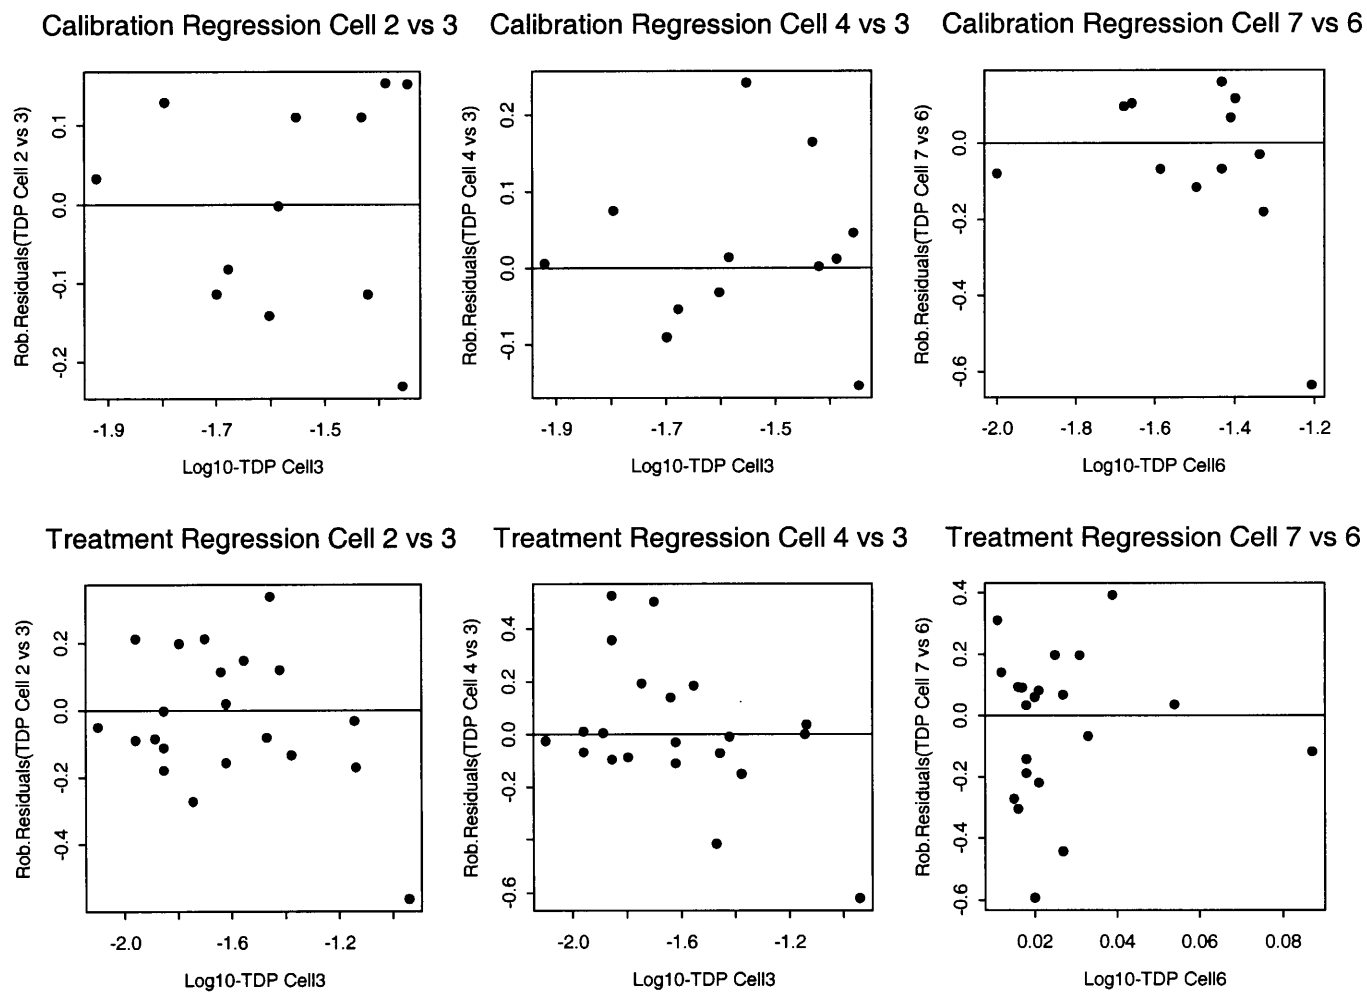 Calibration Regression Cell 2 vs 3
Rob.Residuals(TDP Cell 2 vs 3)
0.1
0.0
-0.1
-0.2
-1.9 -1.7 -1.5
Log10-TDP Cell3
Calibration Regression Cell 4 vs 3
Rob.Residuals(TDP Cell 4 vs 3)
0.2
0.1
0.0
-0.1
-1.9 -1.7 -1.5
Log10-TDP Cell3
Calibration Regression Cell 7 vs 6
Rob.Residuals(TDP Cell 7 vs 6)
0.0
-0.2
-0.4
-0.6
-2.0 -1.8 -1.6 -1.4 -1.2
Log10-TDP Cell6
Treatment Regression Cell 2 vs 3
Rob.Residuals(TDP Cell 2 vs 3)
0.2
0.0
-0.2
-0.4
-2.0 -1.6 -1.2
Log10-TDP Cell3
Treatment Regression Cell 4 vs 3
Rob.Residuals(TDP Cell 4 vs 3)
0.4
0.2
0.0
-0.2
-0.6
-2.0 -1.6 -1.2
Log10-TDP Cell3
Treatment Regression Cell 7 vs 6
Rob.Residuals(TDP Cell 7 vs 6)
0.4
0.2
0.0
-0.2
-0.4
-0.6
0.02 0.04 0.06 0.08
Log10-TDP Cell6